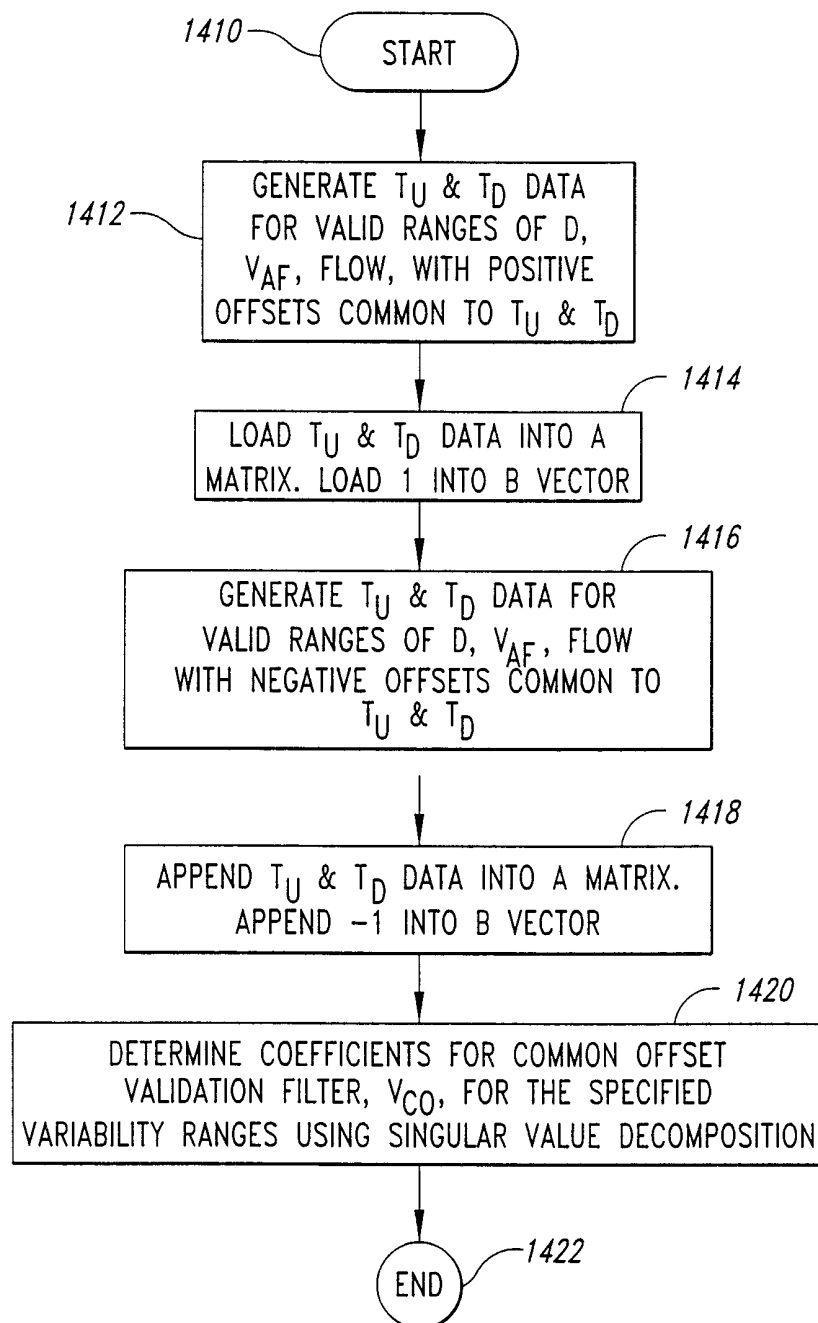 1410
START
1412
GENERATE TU & TD DATA
FOR VALID RANGES OF D,
VAF, FLOW, WITH POSITIVE
OFFSETS COMMON TO TU & TD
1414
LOAD TU & TD DATA INTO A
MATRIX. LOAD 1 INTO B VECTOR
1416
GENERATE TU & TD DATA FOR
VALID RANGES OF D, VAF, FLOW
WITH NEGATIVE OFFSETS COMMON TO
TU & TD
1418
APPEND TU & TD DATA INTO A MATRIX.
APPEND -1 INTO B VECTOR
1420
DETERMINE COEFFICIENTS FOR COMMON OFFSET
VALIDATION FILTER, VCO, FOR THE SPECIFIED
VARIABILITY RANGES USING SINGULAR VALUE DECOMPOSITION
END
1422